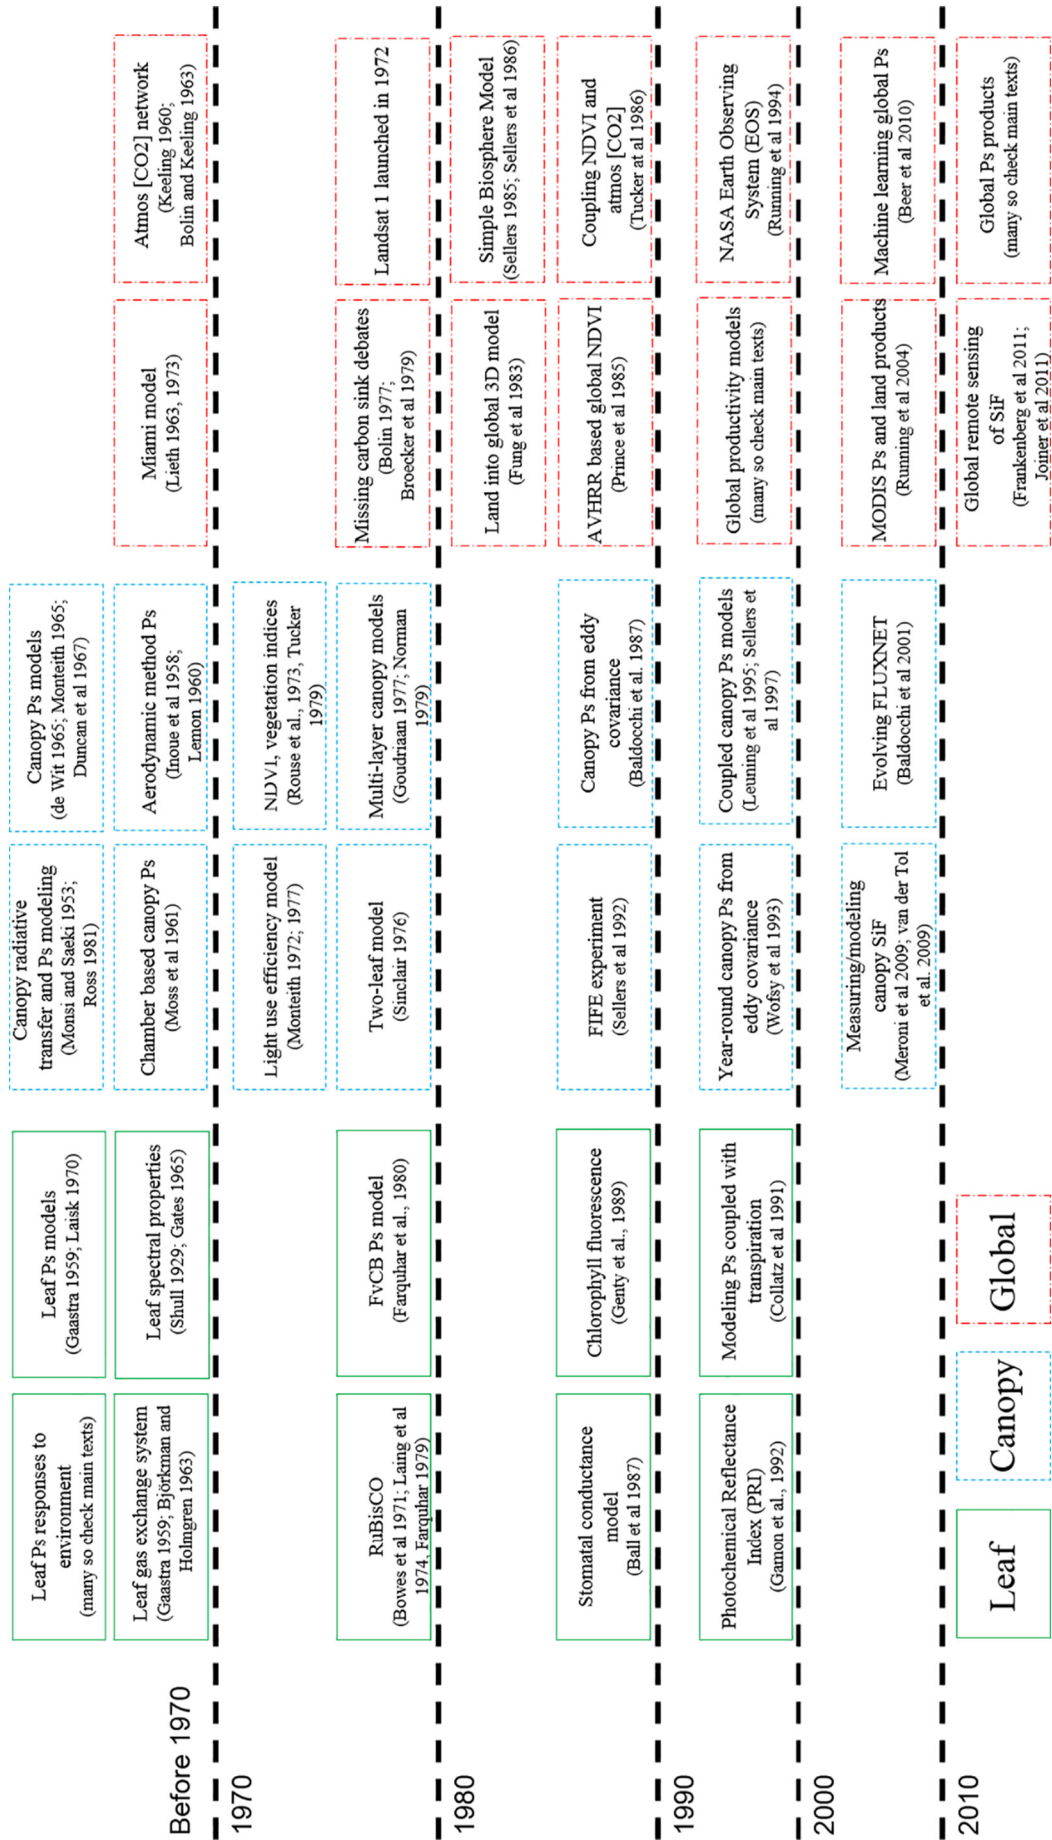 Before 1970
Leaf Ps responses to
environment
(many so check main texts)
Leaf Ps models
(Gaastra 1959; Laisk 1970)
Canopy radiative
transfer and Ps modeling
(Monsi and Saeki 1953;
Ross 1981)
Canopy Ps models
(de Wit 1965; Monteith 1965;
Duncan et al 1967)
Leaf gas exchange system
(Gaastra 1959; Björkman and
Holmgren 1963)
Leaf spectral properties
(Shull 1929; Gates 1965)
Chamber based canopy Ps
(Moss et al 1961)
Aerodynamic method Ps
(Inoue et al 1958;
Lemon 1960)
Miami model
(Lieth 1963, 1973)
Atmos [CO2] network
(Keeling 1960;
Bolin and Keeling 1963)
1970
Light use efficiency model
(Monteith 1972; 1977)
NDVI, vegetation indices
(Rouse et al., 1973, Tucker
1979)
RuBisCO
(Bowes et al 1971; Laing et al
1974, Farquhar 1979)
FvCB Ps model
(Farquhar et al., 1980)
Two-leaf model
(Sinclair 1976)
Multi-layer canopy models
(Goudriaan 1977; Norman
1979)
Missing carbon sink debates
(Bolin 1977;
Broecker et al 1979)
Landsat 1 launched in 1972
1980
Land into global 3D model
(Fung et al 1983)
Simple Biosphere Model
(Sellers 1985; Sellers et al 1986)
Stomatal conductance
model
(Ball et al 1987)
Chlorophyll fluorescence
(Genty et al., 1989)
FIFE experiment
(Sellers et al 1992)
Canopy Ps from eddy
covariance
(Baldocchi et al. 1987)
AVHRR based global NDVI
(Prince et al 1985)
Coupling NDVI and
atmos [CO2]
(Tucker at al 1986)
1990
Photochemical Reflectance
Index (PRI)
(Gamon et al., 1992)
Modeling Ps coupled with
transpiration
(Collatz et al 1991)
Year-round canopy Ps from
eddy covariance
(Wofsy et al 1993)
Coupled canopy Ps models
(Leuning et al 1995; Sellers et
al 1997)
Global productivity models
(many so check main texts)
NASA Earth Observing
System (EOS)
(Running et al 1994)
2000
Measuring/modeling
canopy SiF
(Meroni et al 2009; van der Tol
et al. 2009)
Evolving FLUXNET
(Baldocchi et al 2001)
MODIS Ps and land products
(Running et al 2004)
Machine learning global Ps
(Beer et al 2010)
2010
Leaf
Canopy
Global
Global remote sensing
of SiF
(Frankenberg et al 2011;
Joiner et al 2011)
Global Ps products
(many so check main texts)